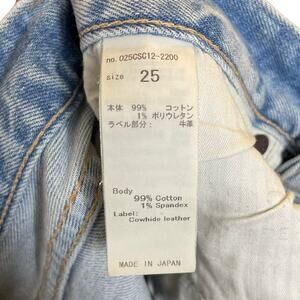 no. 025CSC12-2200
size 25
本体 99% コットン
1% ポリウレタン
ラベル部分： 牛革
Body
99% Cotton
1% Spandex
Label:
Cowhide leather
MADE IN JAPAN